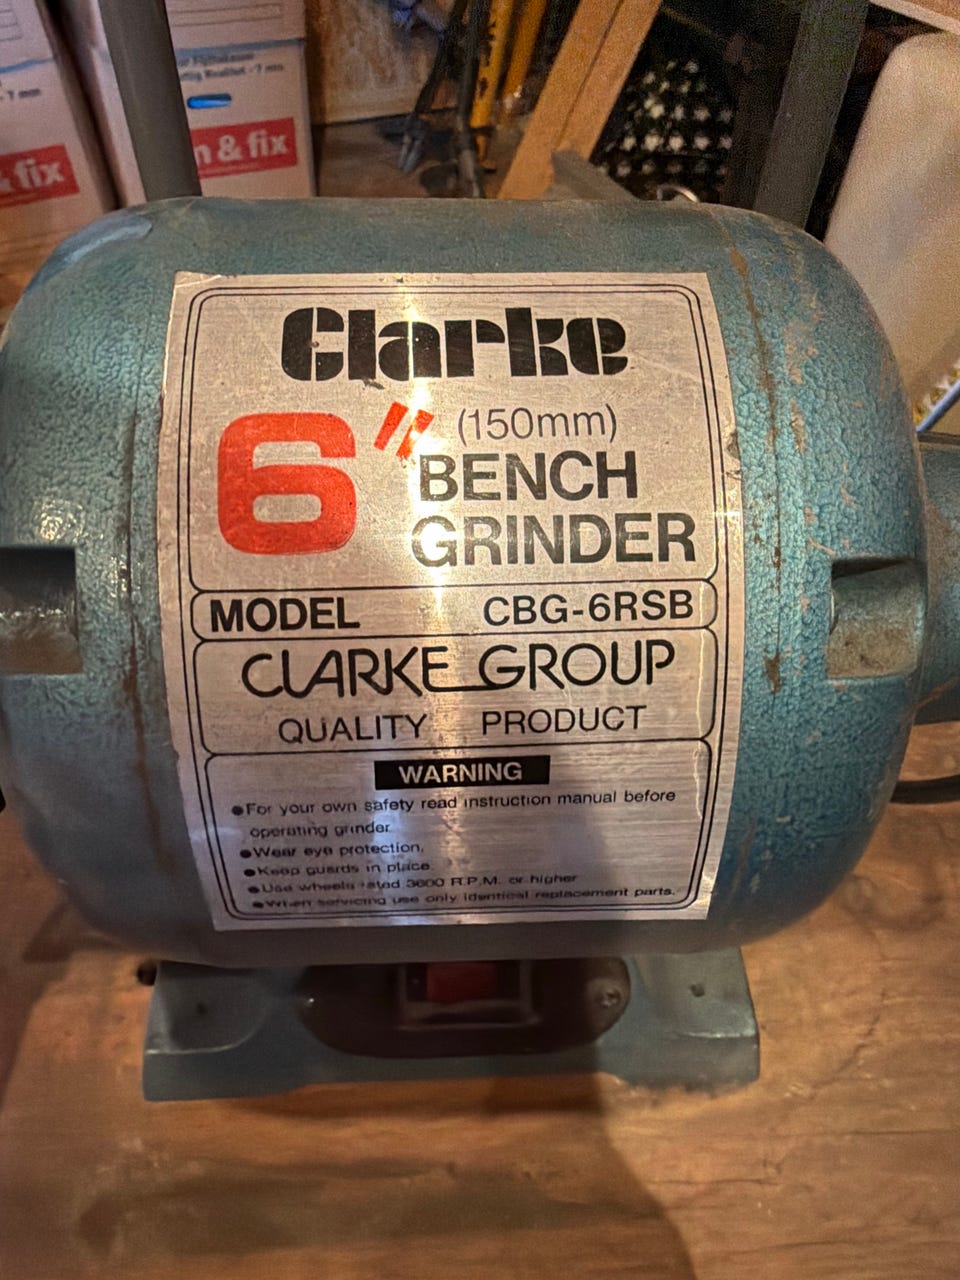 n & fix
& fix
Clarke
6" (150mm)
BENCH
GRINDER
MODEL CBG-6RSB
CLARKE GROUP
QUALITY PRODUCT
WARNING
●For your own safety read instruction manual before
operating grinder.
●Wear eye protection.
●Keep guards in place.
●Use wheels rated 3600 R.P.M. or higher
●When servicing use only identical replacement parts.